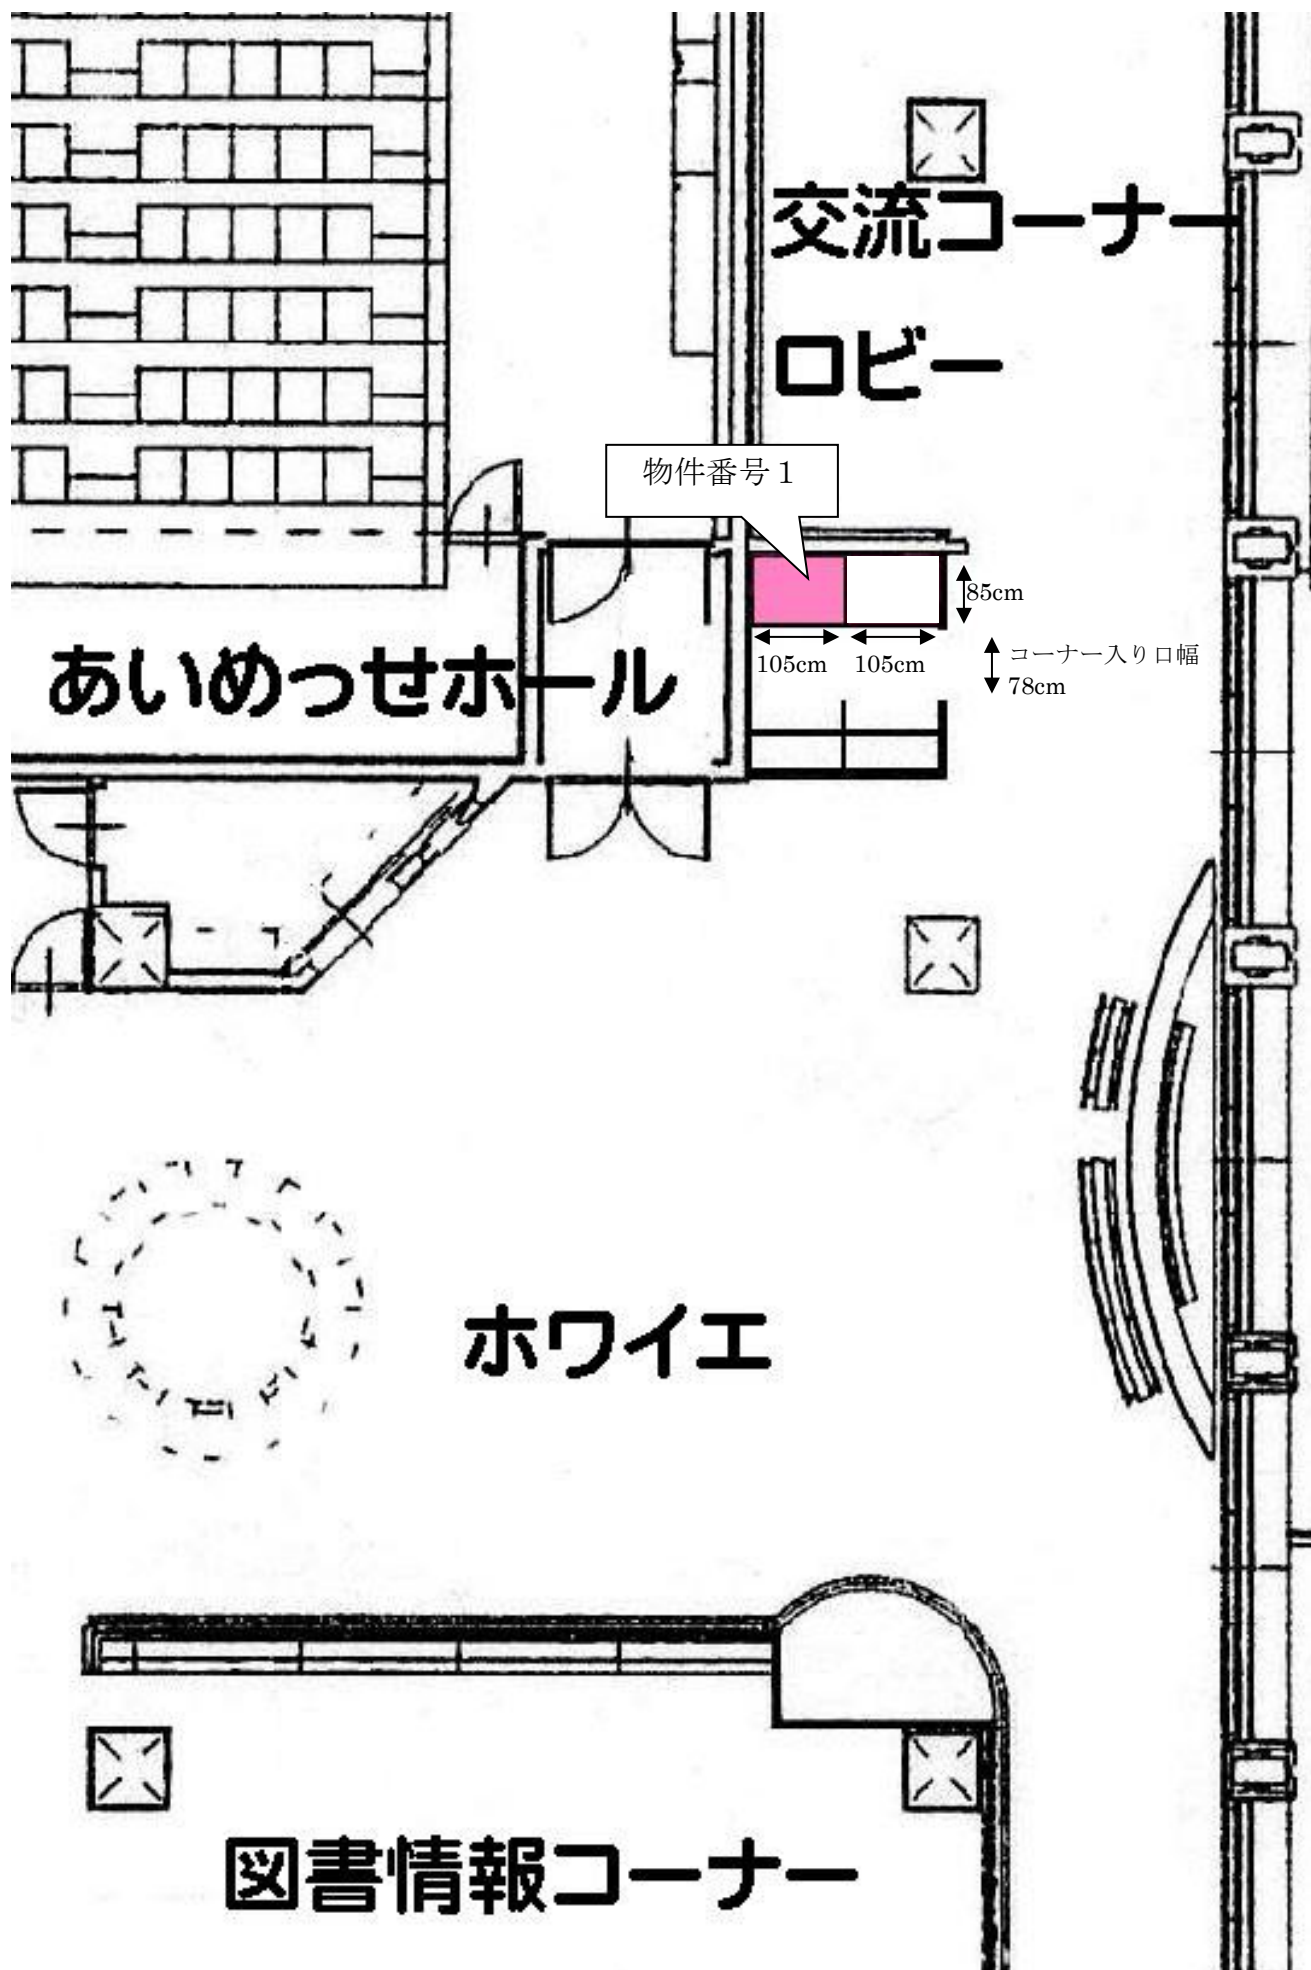 交流コーナー
ロビー
物件番号１
85cm
105cm
105cm
コーナー入り口幅
78cm
あいめっせホール
ホワイエ
図書情報コーナー